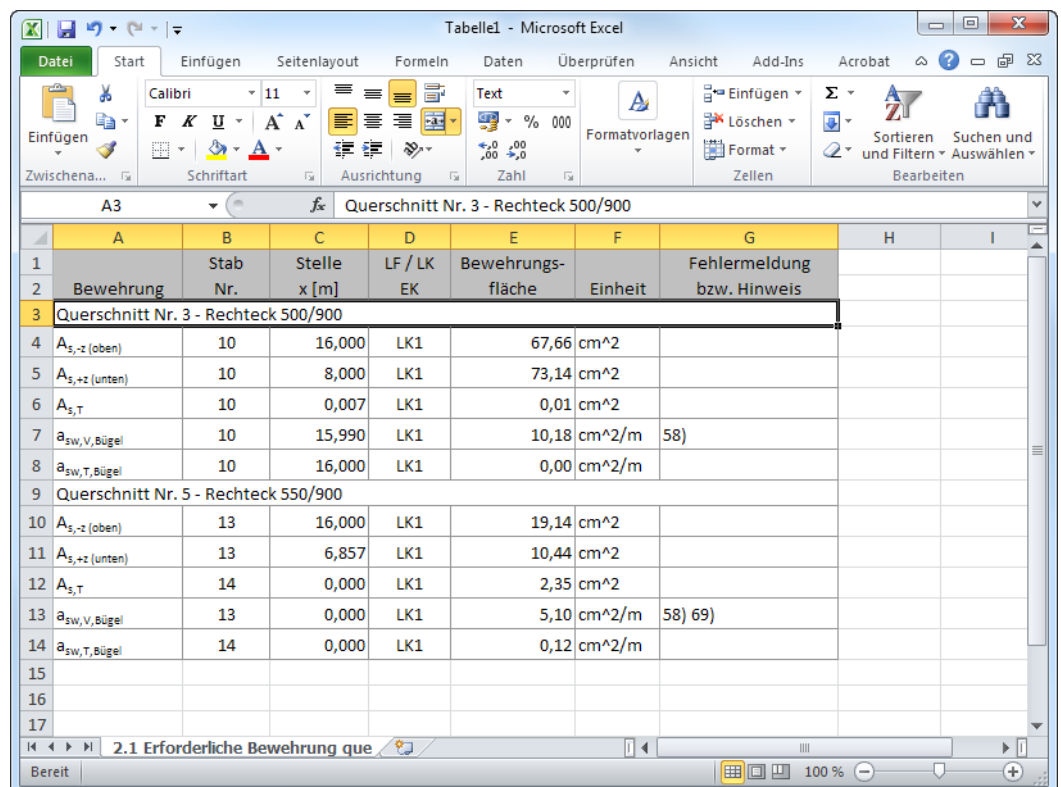 Tabelle1 - Microsoft Excel
Datei Start Einfügen Seitenlayout Formeln Daten Überprüfen Ansicht Add-Ins Acrobat
Calibri 11 Text Einfügen Σ
Einfügen F K U A A A % 000 Formatvorlagen Löschen Sortieren und Filtern Suchen und Auswählen
Format
Zwischena... Schriftart Ausrichtung Zahl Zellen Bearbeiten
A3 fx Querschnitt Nr. 3 - Rechteck 500/900
A B C D E F G H I
1 Stab Stelle LF / LK Bewehrungs- Fehlermeldung
2 Bewehrung Nr. x [m] EK fläche Einheit bzw. Hinweis
3 Querschnitt Nr. 3 - Rechteck 500/900
4 As,-z (oben) 10 16,000 LK1 67,66 cm^2
5 As,+z (unten) 10 8,000 LK1 73,14 cm^2
6 As,T 10 0,007 LK1 0,01 cm^2
7 asw,V,Bügel 10 15,990 LK1 10,18 cm^2/m 58)
8 asw,T,Bügel 10 16,000 LK1 0,00 cm^2/m
9 Querschnitt Nr. 5 - Rechteck 550/900
10 As,-z (oben) 13 16,000 LK1 19,14 cm^2
11 As,+z (unten) 13 6,857 LK1 10,44 cm^2
12 As,T 14 0,000 LK1 2,35 cm^2
13 asw,V,Bügel 13 0,000 LK1 5,10 cm^2/m 58) 69)
14 asw,T,Bügel 14 0,000 LK1 0,12 cm^2/m
15
16
17
2.1 Erforderliche Bewehrung que
Bereit 100 %